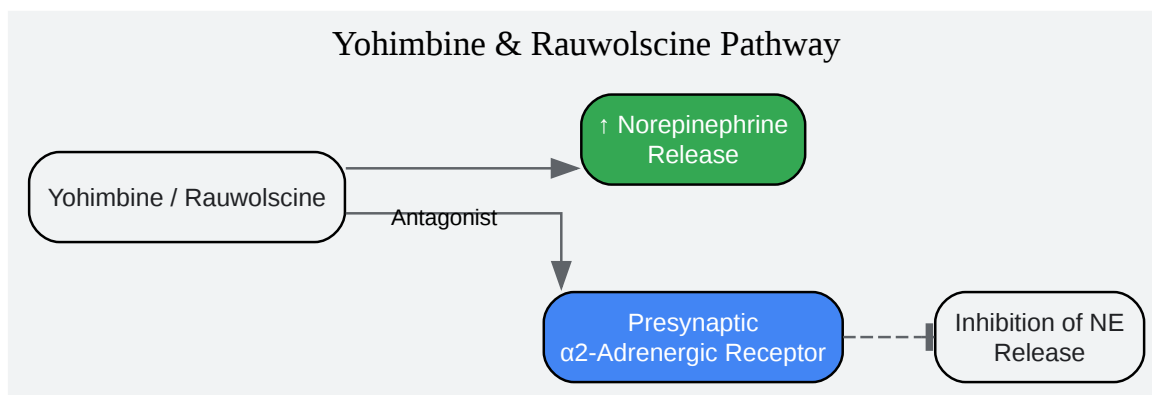 Yohimbine & Rauwolscine Pathway
↑ Norepinephrine
Release
Yohimbine / Rauwolscine
Antagonist
Presynaptic
α2-Adrenergic Receptor
Inhibition of NE
Release